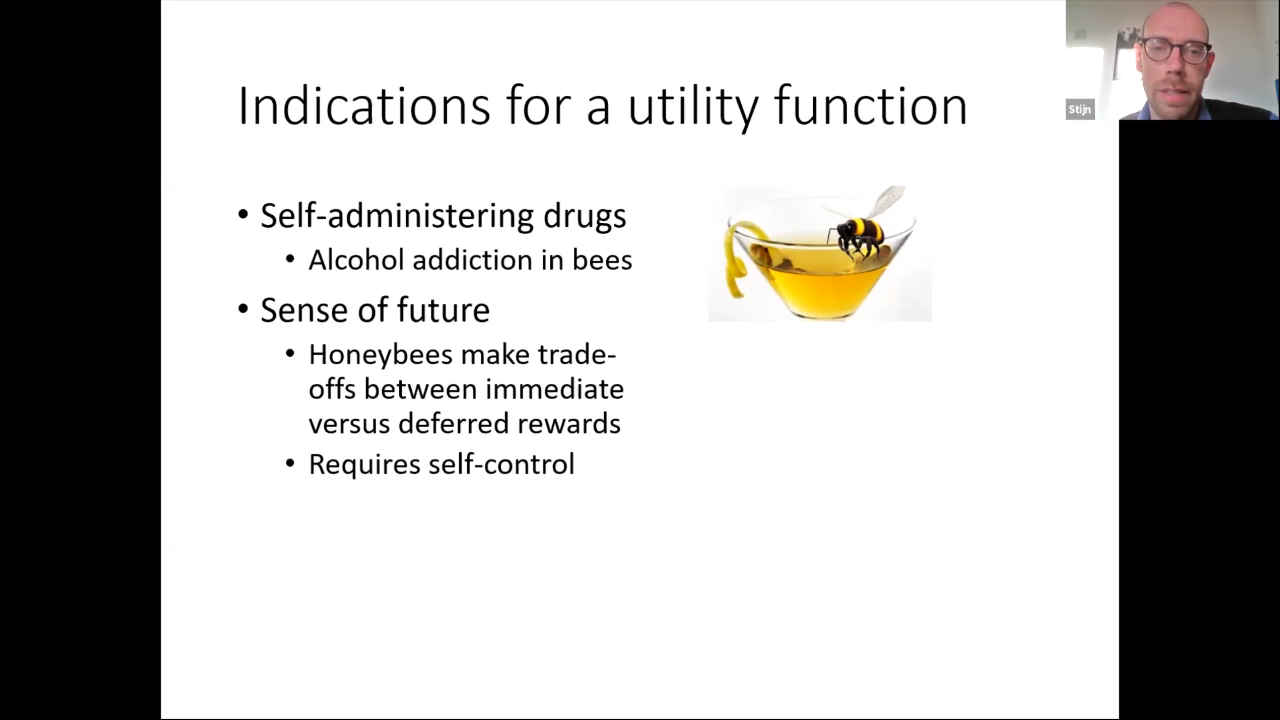 Indications for a utility function
Stijn
• Self-administering drugs
• Alcohol addiction in bees
• Sense of future
• Honeybees make trade-
offs between immediate
versus deferred rewards
• Requires self-control